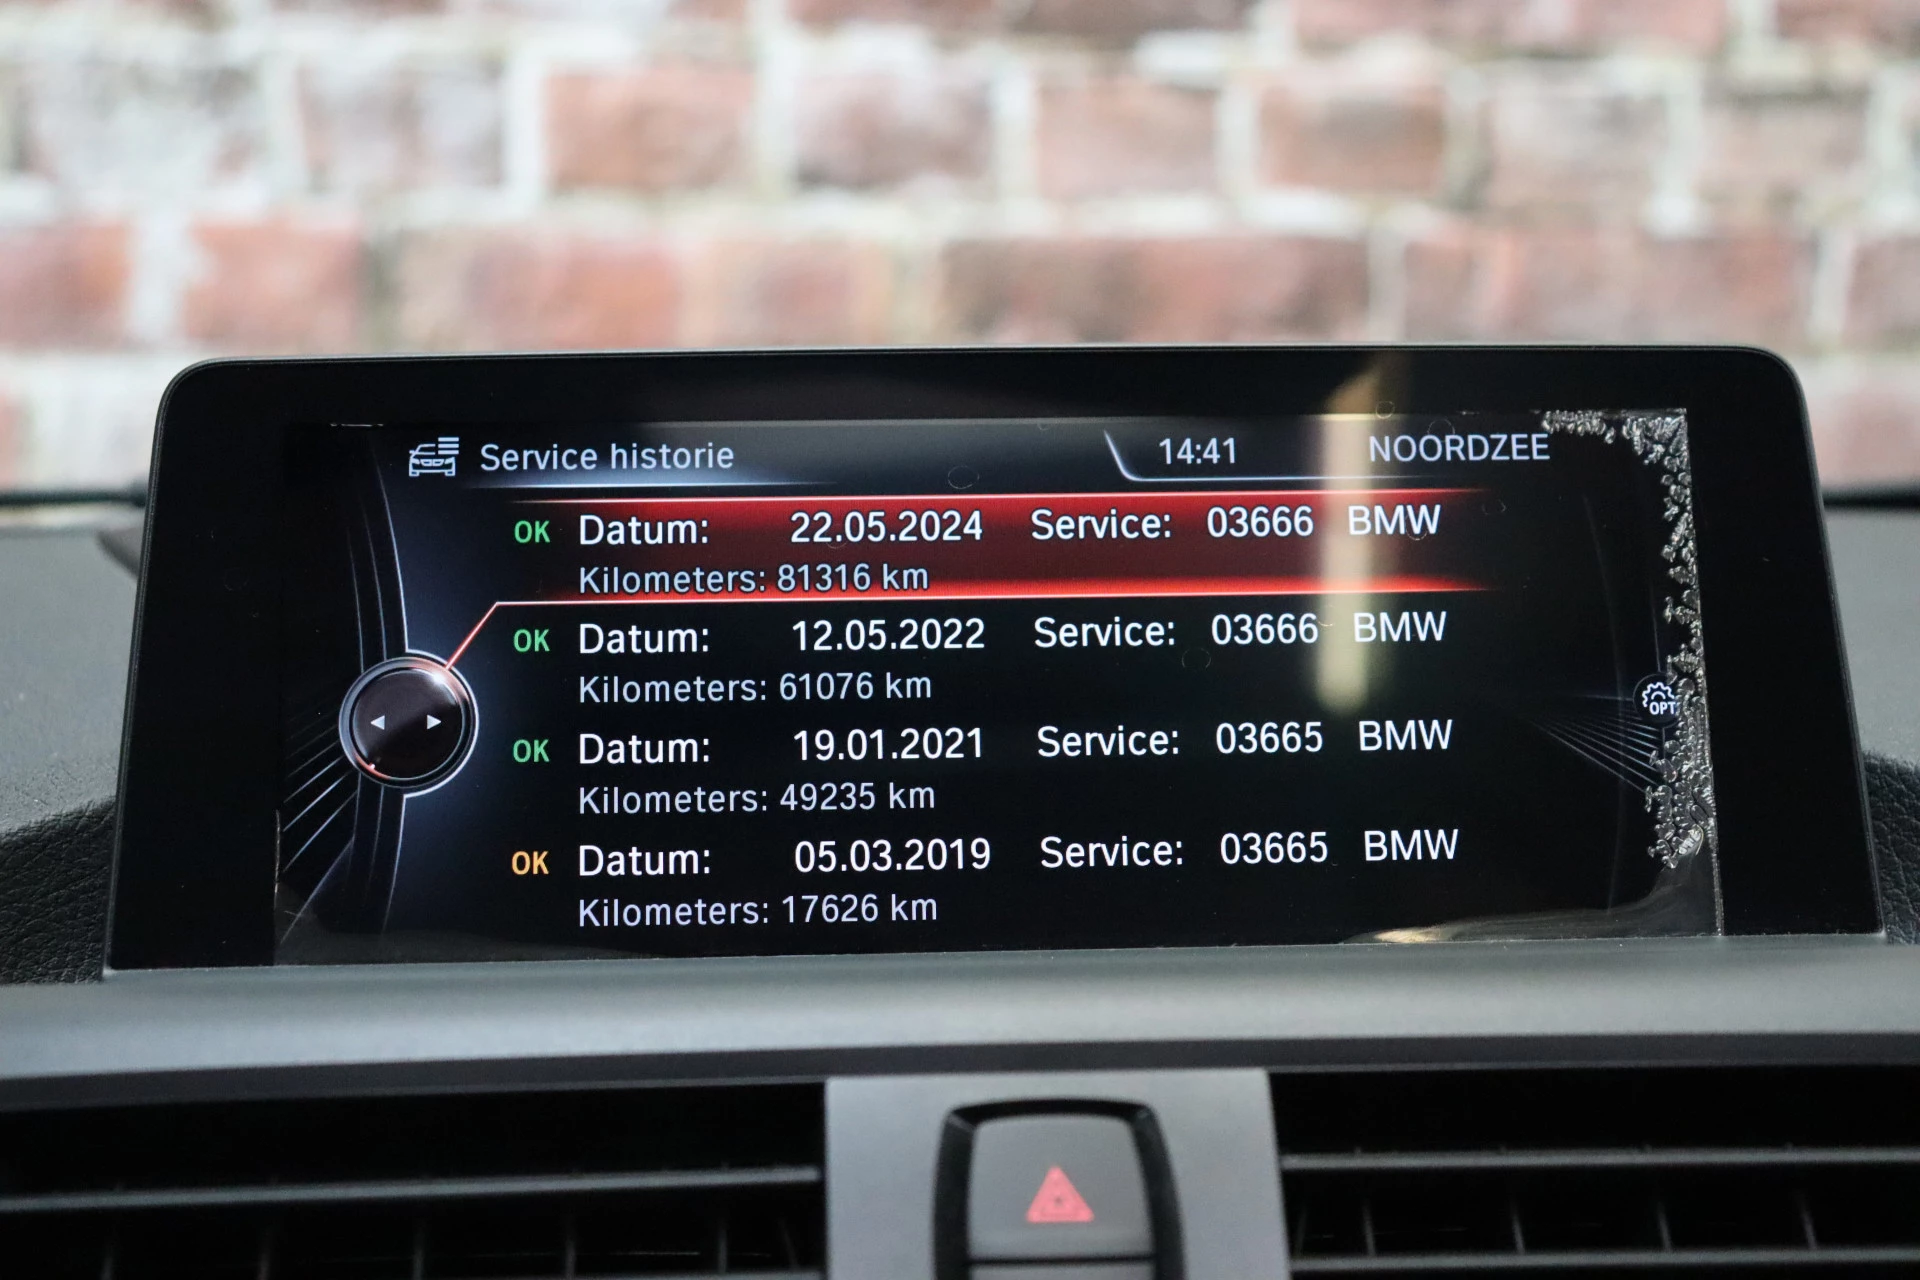 Service historie 14:41 NOORDZEE
OK Datum: 22.05.2024 Service: 03666 BMW
Kilometers: 81316 km
OK Datum: 12.05.2022 Service: 03666 BMW
Kilometers: 61076 km
OK Datum: 19.01.2021 Service: 03665 BMW
Kilometers: 49235 km
OPT
OK Datum: 05.03.2019 Service: 03665 BMW
Kilometers: 17626 km